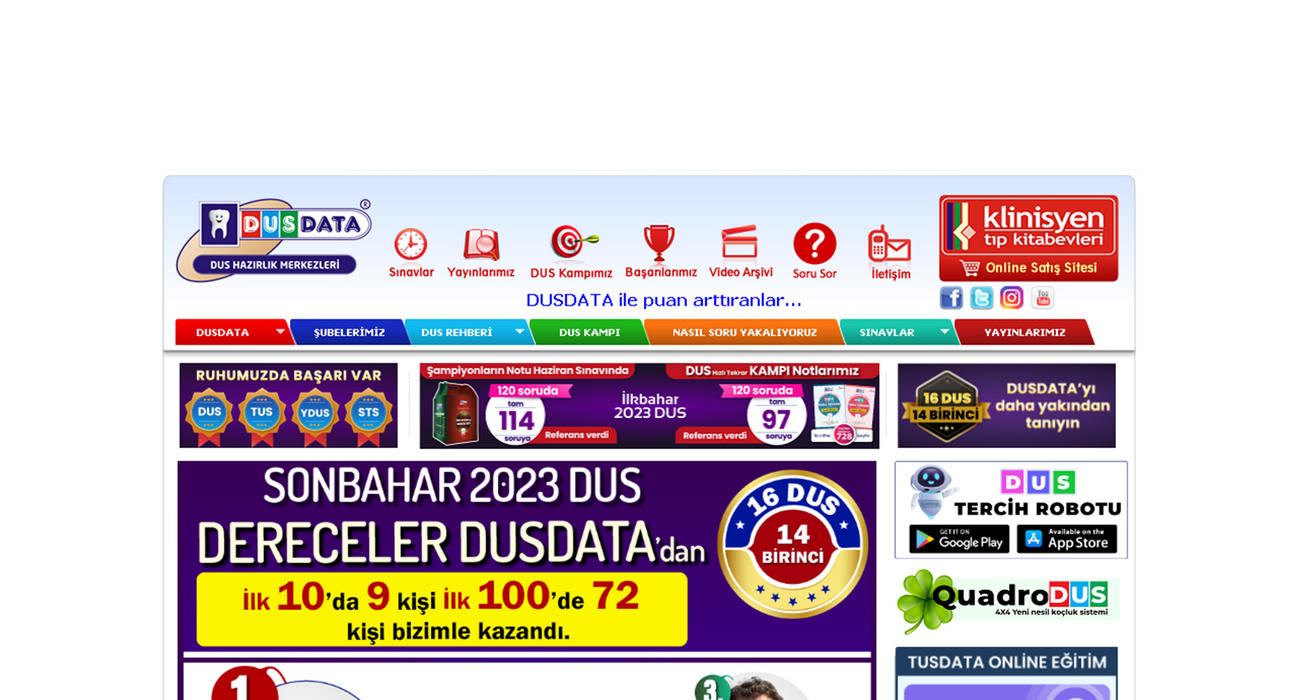 DUSDATA ®
DUS HAZIRLIK MERKEZLERİ
Sınavlar
Yayınlarımız
DUS Kampımız
Başarılarımız
Video Arşivi
Soru Sor
İletişim
klinisyen
tıp kitabevleri
Online Satış Sitesi
You Tube
DUSDATA ile puan arttıranlar...
DUSDATA
ŞUBELERİMİZ
DUS REHBERİ
DUS KAMPI
NASIL SORU YAKALIYORUZ
SINAVLAR
YAYINLARIMIZ
RUHUMUZDA BAŞARI VAR
DUS TUS YDUS STS
Şampiyonların Notu Haziran Sınavında
120 soruda
tam
114
soruya
Referans verdi
İlkbahar
2023 DUS
DUS Hızlı Tekrar KAMPI Notlarımız
120 soruda
tam
97
soruya
Referans verdi
728
16 DUS
14 BİRİNCİ
DUSDATA'yı
daha yakından
tanıyın
SONBAHAR 2023 DUS
DERECELER DUSDATA'dan
İlk 10'da 9 kişi İlk 100'de 72
kişi bizimle kazandı.
16 DUS
14
BİRİNCİ
1.
3.
DUS
TERCİH ROBOTU
GET IT ON
Google Play
Available on the
App Store
QuadroDUS
4X4 Yeni nesil koçluk sistemi
TUSDATA ONLİNE EĞİTİM